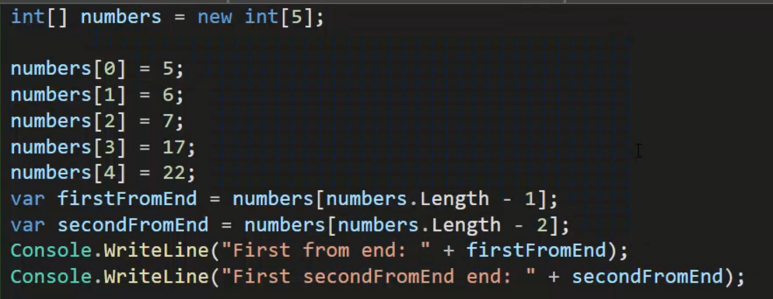 int[] numbers = new int[5];
numbers[0] = 5;
numbers[1] = 6;
numbers[2] = 7;
numbers[3] = 17;
numbers[4] = 22;
var firstFromEnd = numbers[numbers.Length - 1];
var secondFromEnd = numbers[numbers.Length - 2];
Console.WriteLine("First from end: " + firstFromEnd);
Console.WriteLine("First secondFromEnd end: " + secondFromEnd);